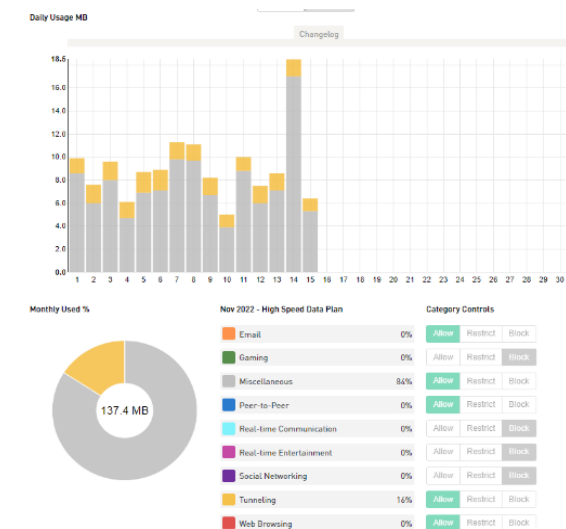 Daily Usage MB
Changelog
18.5
16.0
14.0
12.0
10.0
8.0
6.0
4.0
2.0
0.0
1 2 3 4 5 6 7 8 9 10 11 12 13 14 15 16 17 18 19 20 21 22 23 24 25 26 27 28 29 30
Monthly Used % Nov 2022 - High Speed Data Plan Category Controls
137.4 MB
Email 0% Allow Restrict Block
Gaming 0% Allow Restrict Block
Miscellaneous 84% Allow Restrict Block
Peer-to-Peer 0% Allow Restrict Block
Real-time Communication 0% Allow Restrict Block
Real-time Entertainment 0% Allow Restrict Block
Social Networking 0% Allow Restrict Block
Tunneling 16% Allow Restrict Block
Web Browsing 0% Allow Restrict Block